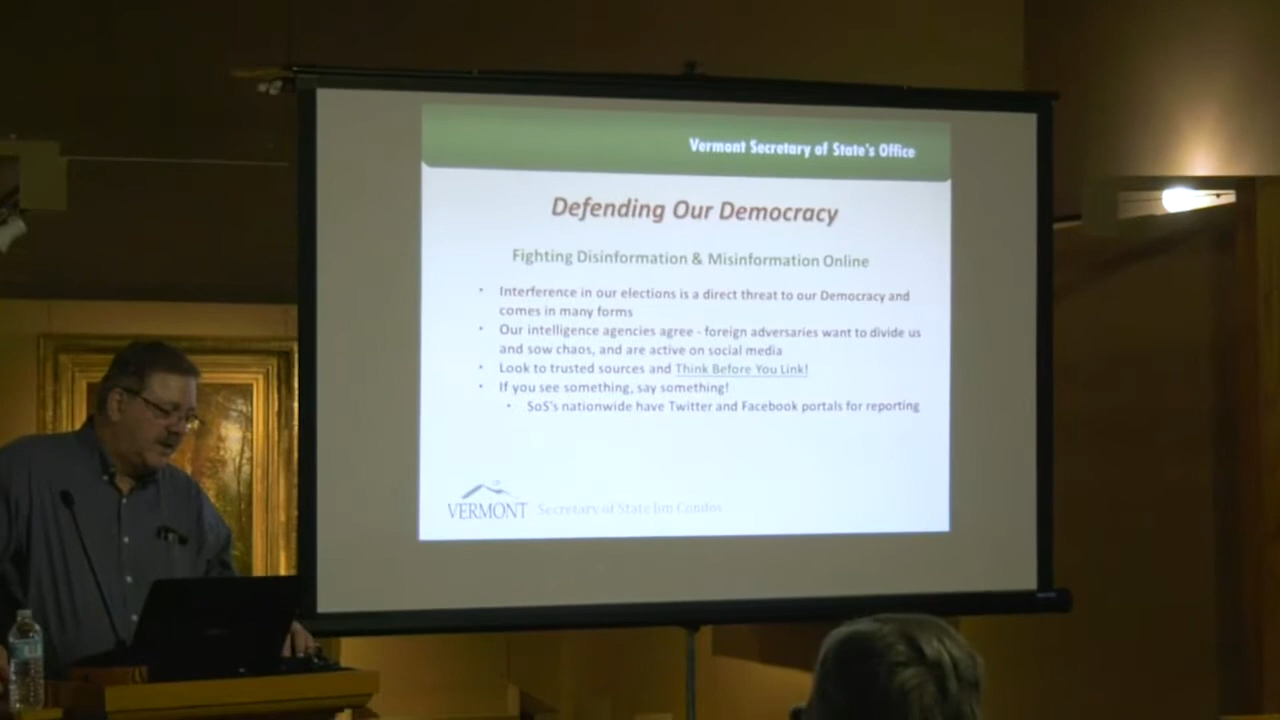 Vermont Secretary of State's Office
Defending Our Democracy
Fighting Disinformation & Misinformation Online
• Interference in our elections is a direct threat to our Democracy and
comes in many forms
• Our intelligence agencies agree - foreign adversaries want to divide us
and sow chaos, and are active on social media
• Look to trusted sources and Think Before You Link!
• If you see something, say something!
• SoS's nationwide have Twitter and Facebook portals for reporting
VERMONT Secretary of State Jim Condos